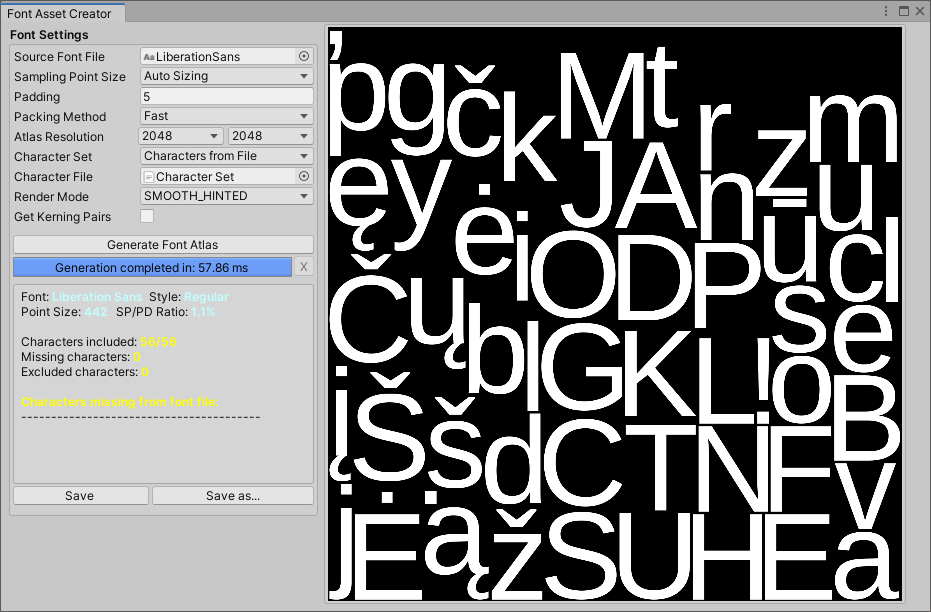 Font Asset Creator
Font Settings
Source Font File Aa LiberationSans
Sampling Point Size Auto Sizing
Padding 5
Packing Method Fast
Atlas Resolution 2048 2048
Character Set Characters from File
Character File Character Set
Render Mode SMOOTH_HINTED
Get Kerning Pairs
Generate Font Atlas
Generation completed in: 57.86 ms X
Font: Liberation Sans Style: Regular
Point Size: 442 SP/PD Ratio: 1.1%
Characters included: 56/56
Missing characters: 0
Excluded characters: 0
Characters missing from font file:
----------------------------------------
Save Save as...
,
p g č k M t r z m
ę y ė i J A n ū u
Č ų O D P č l
b l G K L ! s e
į Š š d C T N o B
j Ė ą ž S U H E F v a